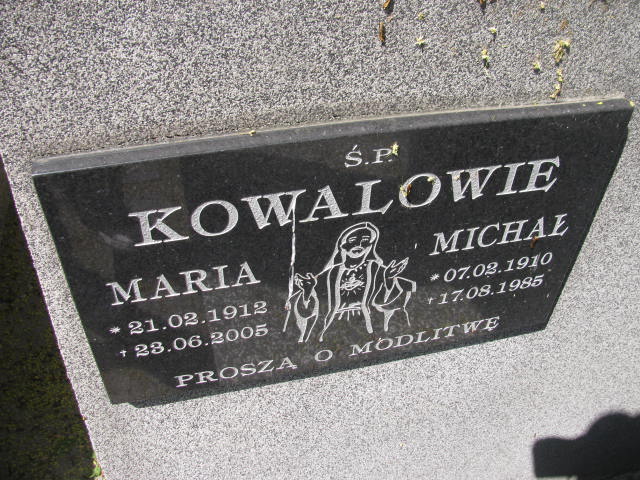 Ś.P.
KOWALOWIE
MARIA
* 21.02.1912
† 23.06.2005
MICHAŁ
* 07.02.1910
† 17.08.1985
PROSZĄ O MODLITWĘ